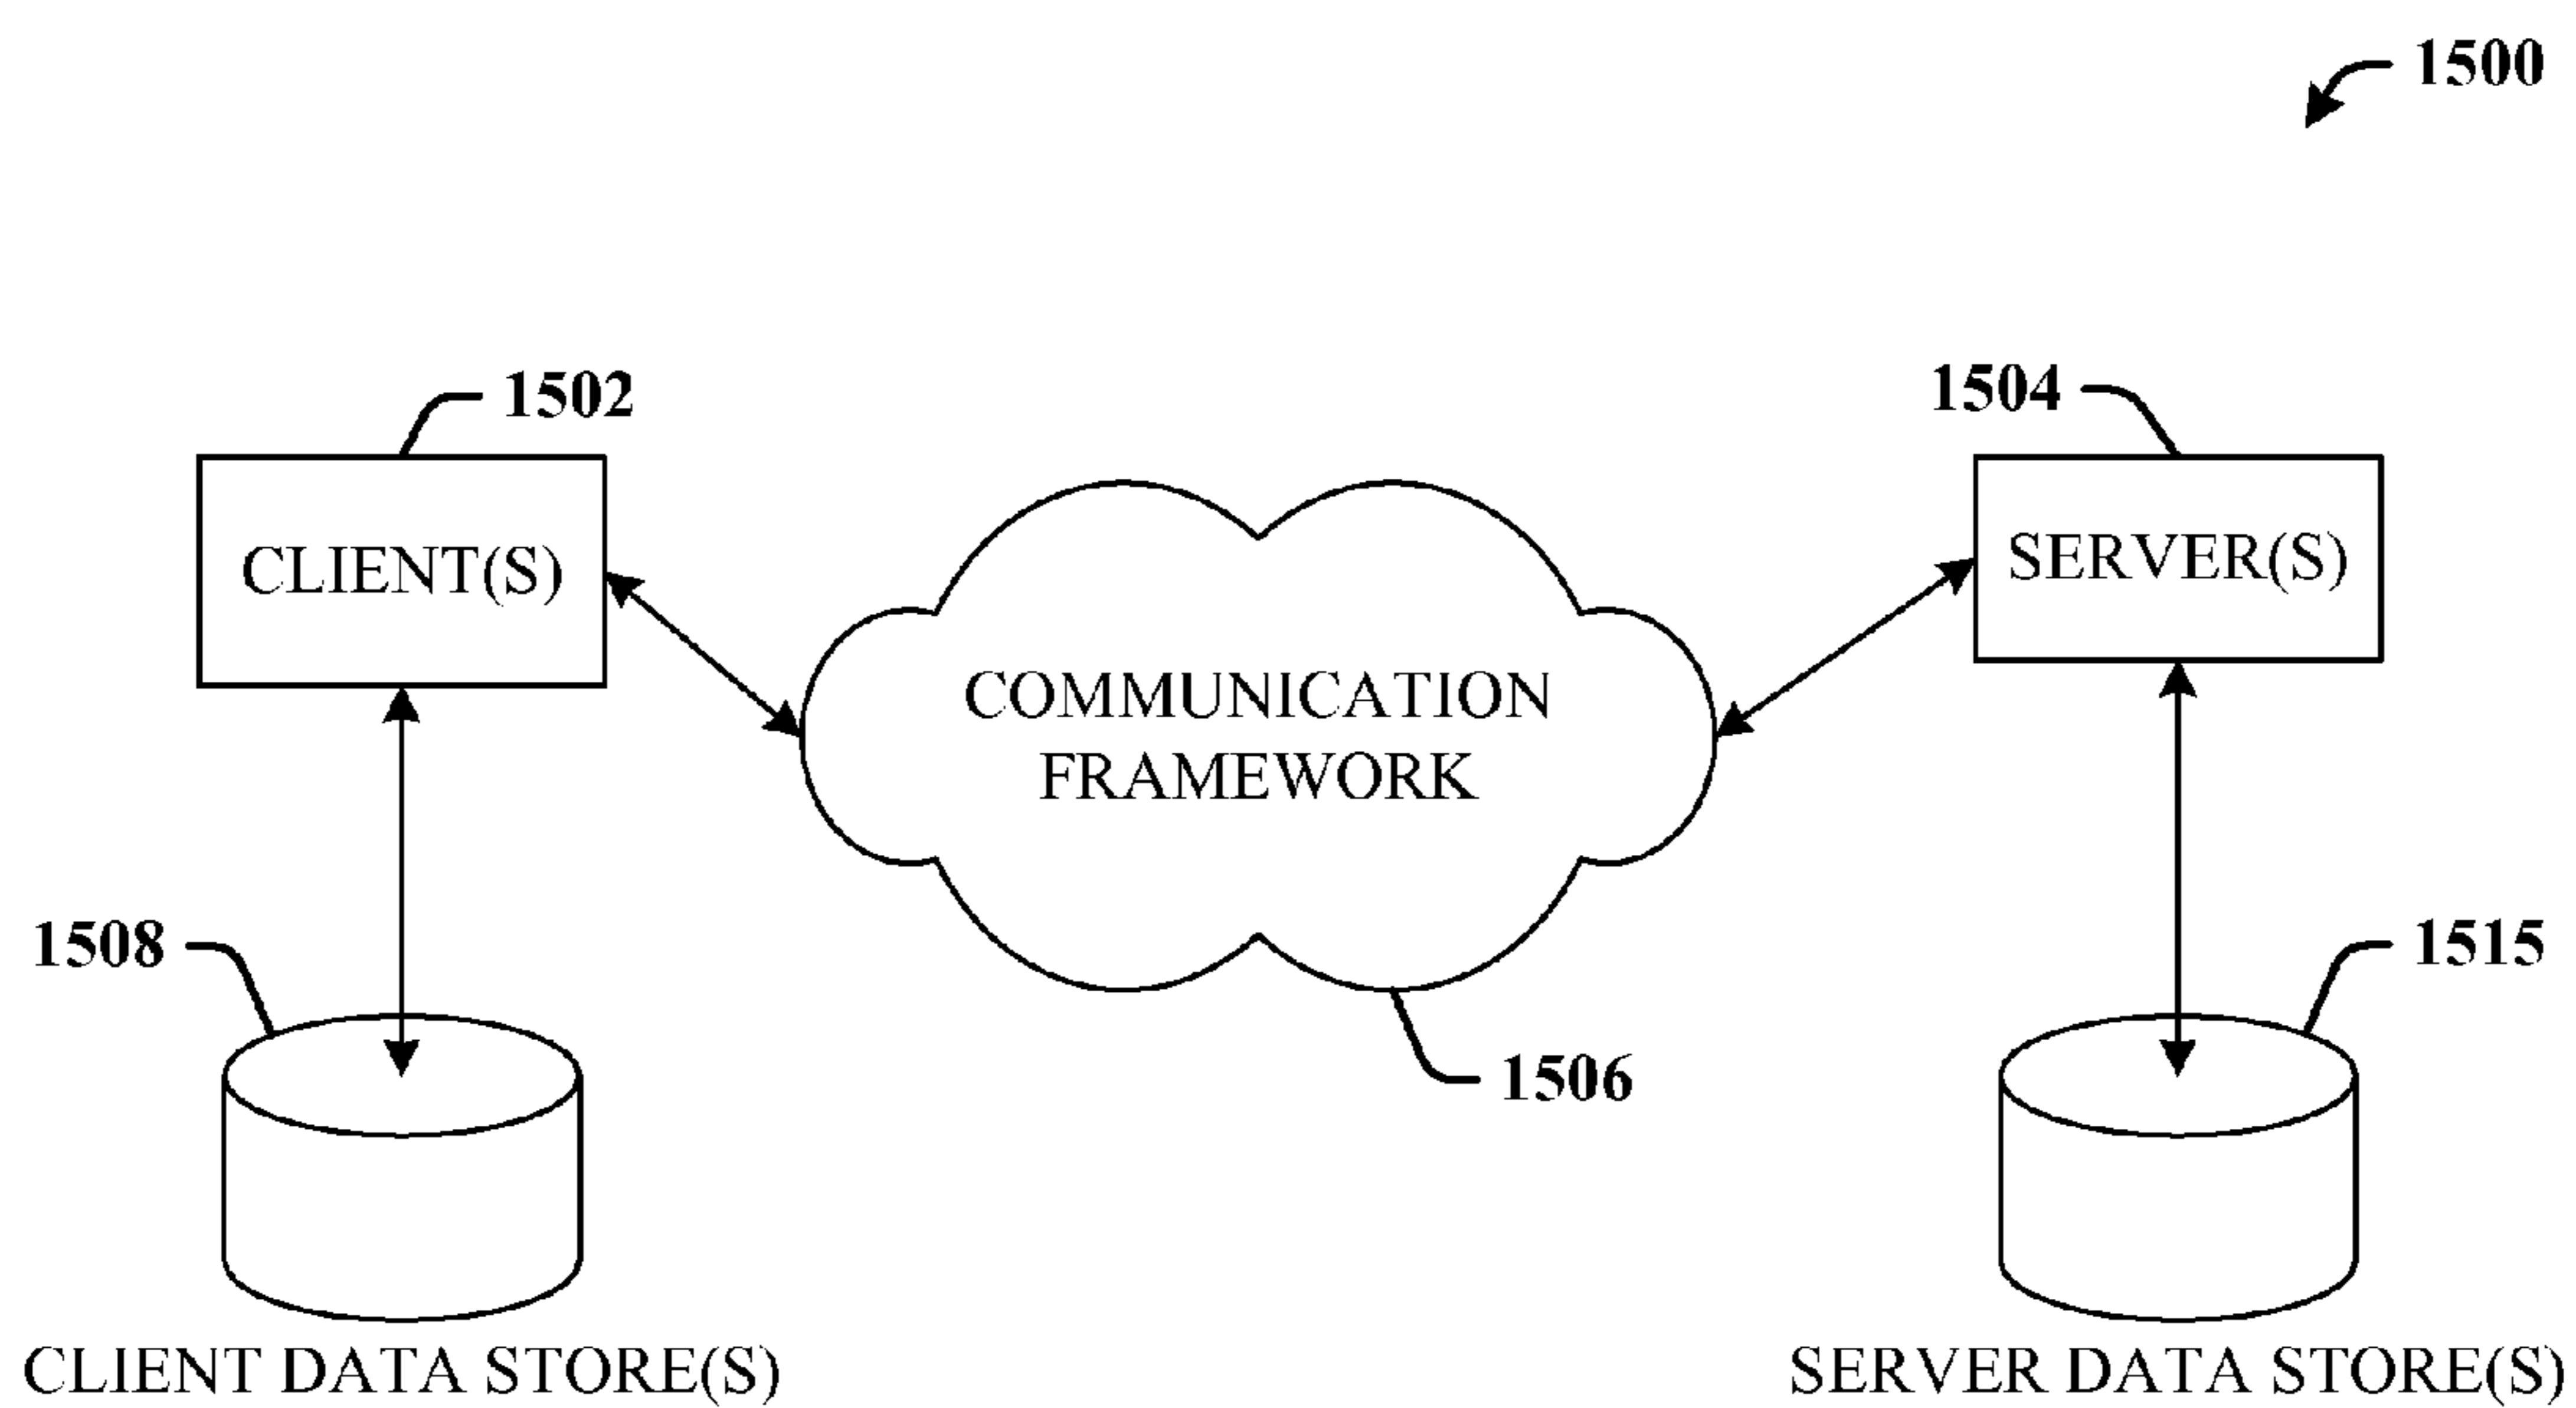 1500
1502
1504
CLIENT(S)
SERVER(S)
COMMUNICATION
FRAMEWORK
1508
1515
1506
CLIENT DATA STORE(S)
SERVER DATA STORE(S)